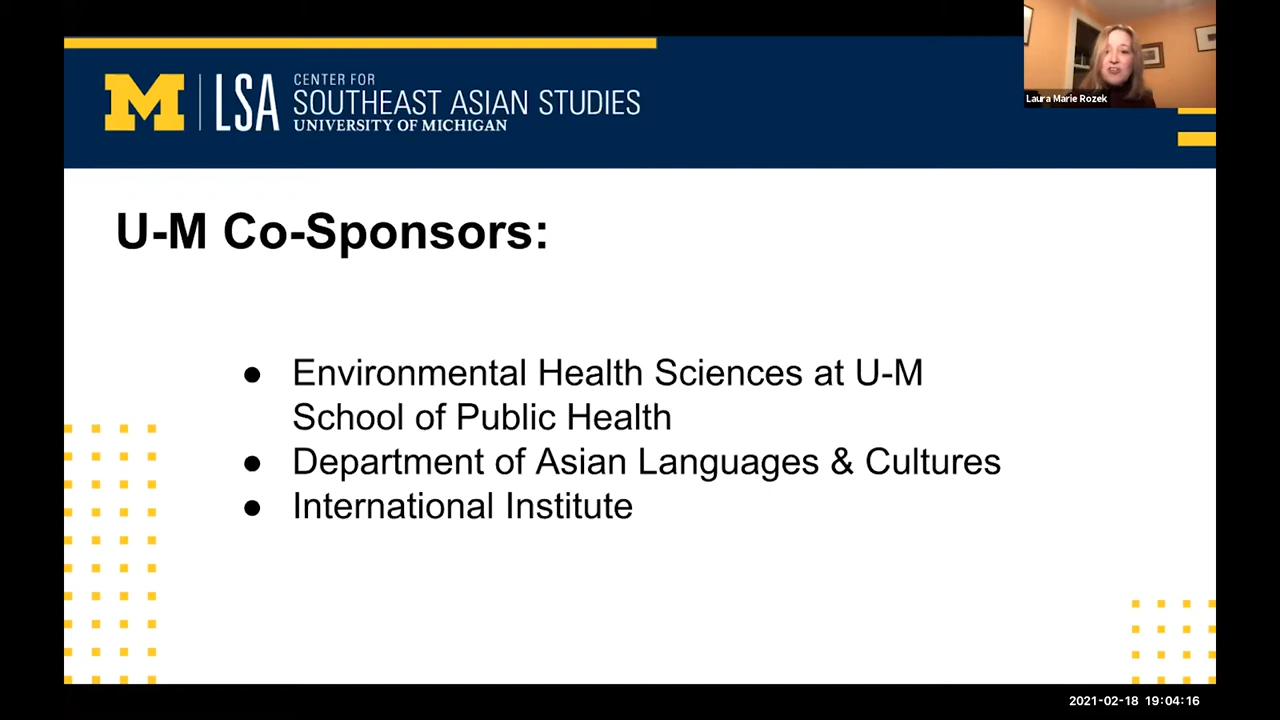 M | LSA CENTER FOR
SOUTHEAST ASIAN STUDIES
UNIVERSITY OF MICHIGAN
Laura Marie Rozek
U-M Co-Sponsors:
● Environmental Health Sciences at U-M
School of Public Health
● Department of Asian Languages & Cultures
● International Institute
2021-02-18 19:04:16